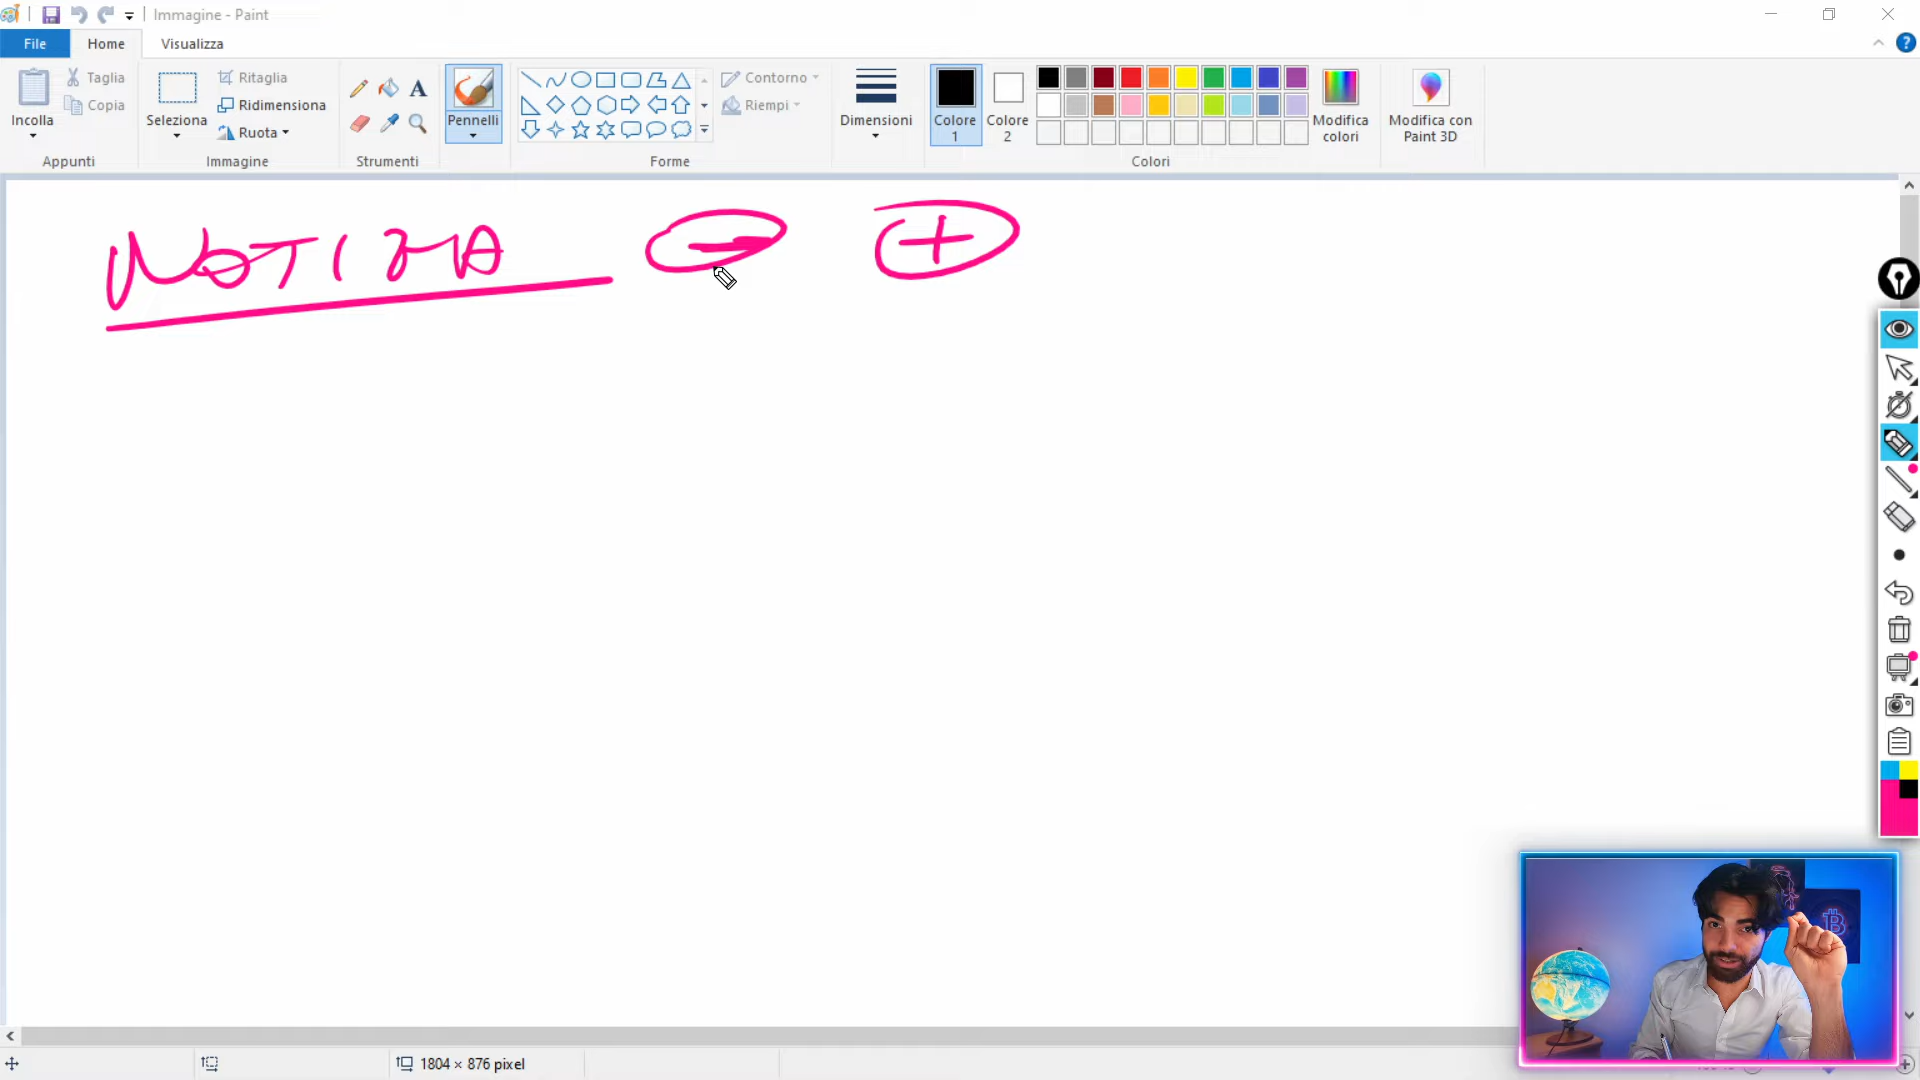 Immagine - Paint
File Home Visualizza
Incolla
Taglia
Copia
Appunti
Seleziona
Ritaglia
Ridimensiona
Ruota
Immagine
A
Strumenti
Pennelli
Contorno
Riempi
Forme
Dimensioni
Colore 1
Colore 2
Modifica colori
Colori
Modifica con Paint 3D
- +
1804 × 876 pixel